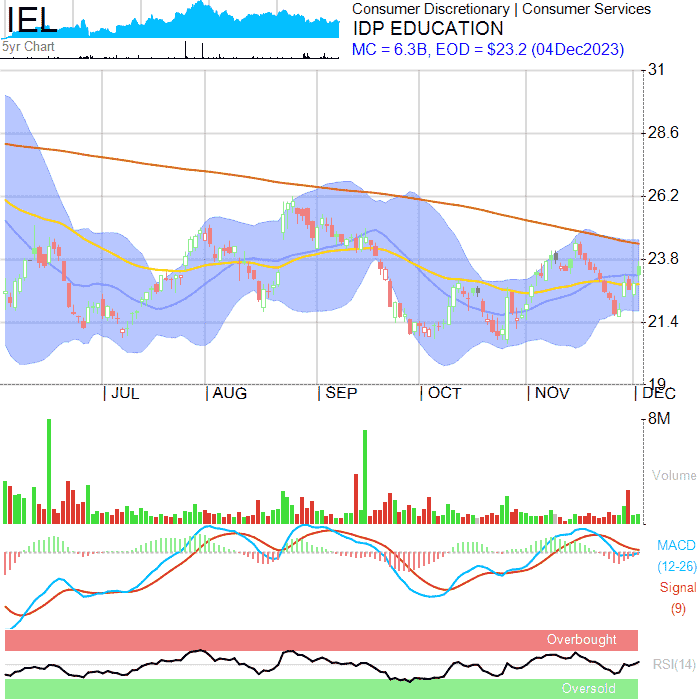 IEL
5yr Chart
Consumer Discretionary | Consumer Services
IDP EDUCATION
MC = 6.3B, EOD = $23.2 (04Dec2023)
31
28.6
26.2
23.8
21.4
19
JUL
AUG
SEP
OCT
NOV
DEC
8M
Volume
MACD
(12-26)
Signal
(9)
Overbought
RSI(14)
Oversold